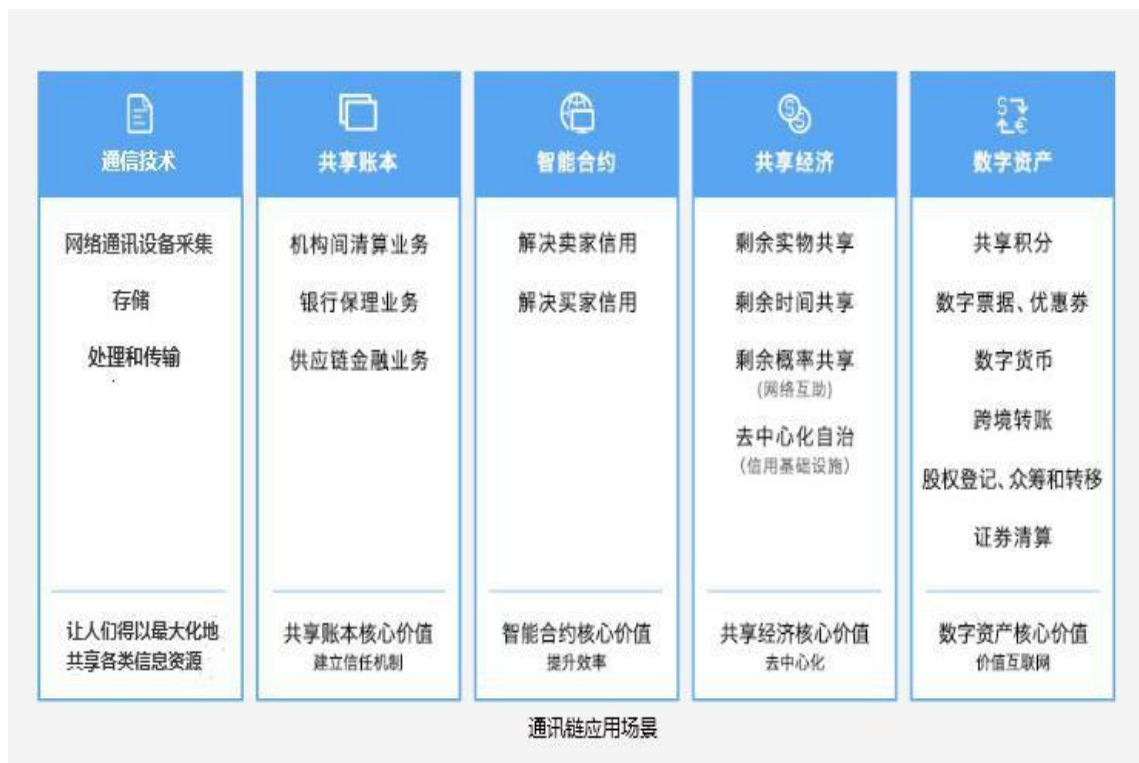 通信技术
网络通讯设备采集
存储
处理和传输
让人们得以最大化地
共享各类信息资源
共享账本
机构间清算业务
银行保理业务
供应链金融业务
共享账本核心价值
建立信任机制
智能合约
解决卖家信用
解决买家信用
智能合约核心价值
提升效率
共享经济
剩余实物共享
剩余时间共享
剩余概率共享
(网络互助)
去中心化自治
(信用基础设施)
共享经济核心价值
去中心化
数字资产
共享积分
数字票据、优惠券
数字货币
跨境转账
股权登记、众筹和转移
证券清算
数字资产核心价值
价值互联网
通讯链应用场景